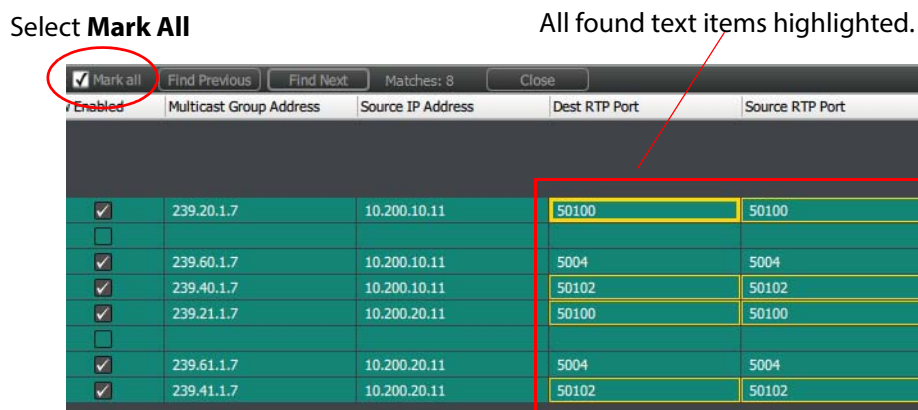 Select Mark All
All found text items highlighted.
Mark all Find Previous Find Next Matches: 8 Close
Enabled Multicast Group Address Source IP Address Dest RTP Port Source RTP Port
239.20.1.7 10.200.10.11 50100 50100
239.60.1.7 10.200.10.11 5004 5004
239.40.1.7 10.200.10.11 50102 50102
239.21.1.7 10.200.20.11 50100 50100
239.61.1.7 10.200.20.11 5004 5004
239.41.1.7 10.200.20.11 50102 50102